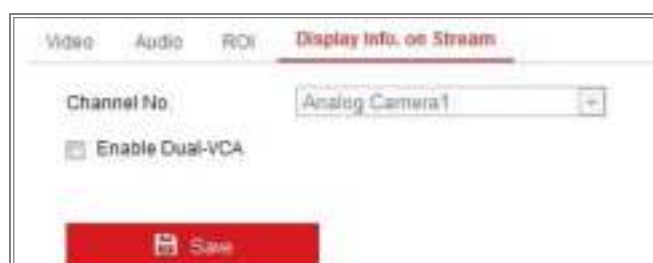 Video Audio ROI Display Info. on Stream
Channel No. Analog Camera1
Enable Dual-VCA
Save